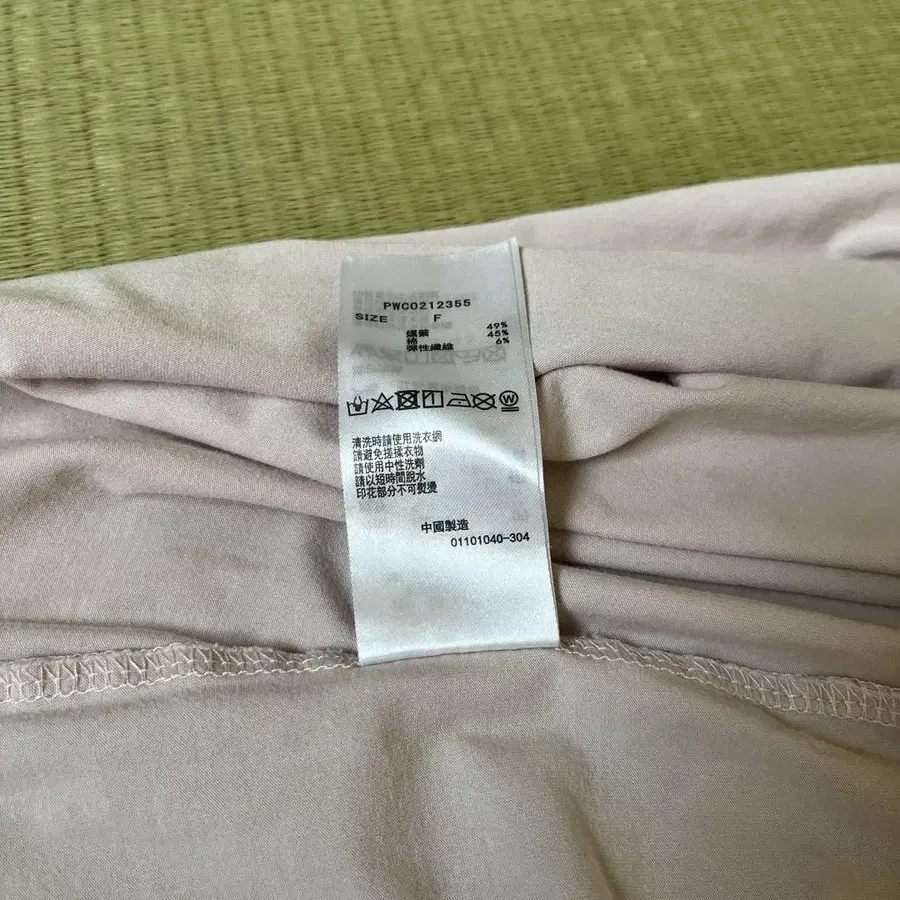 PWC0212355
SIZE F
嫘縈 49%
棉 45%
彈性纖維 6%
W
清洗時請使用洗衣網
請避免搓揉衣物
請使用中性洗劑
請以短時間脫水
印花部分不可熨燙
中國製造
01101040-304